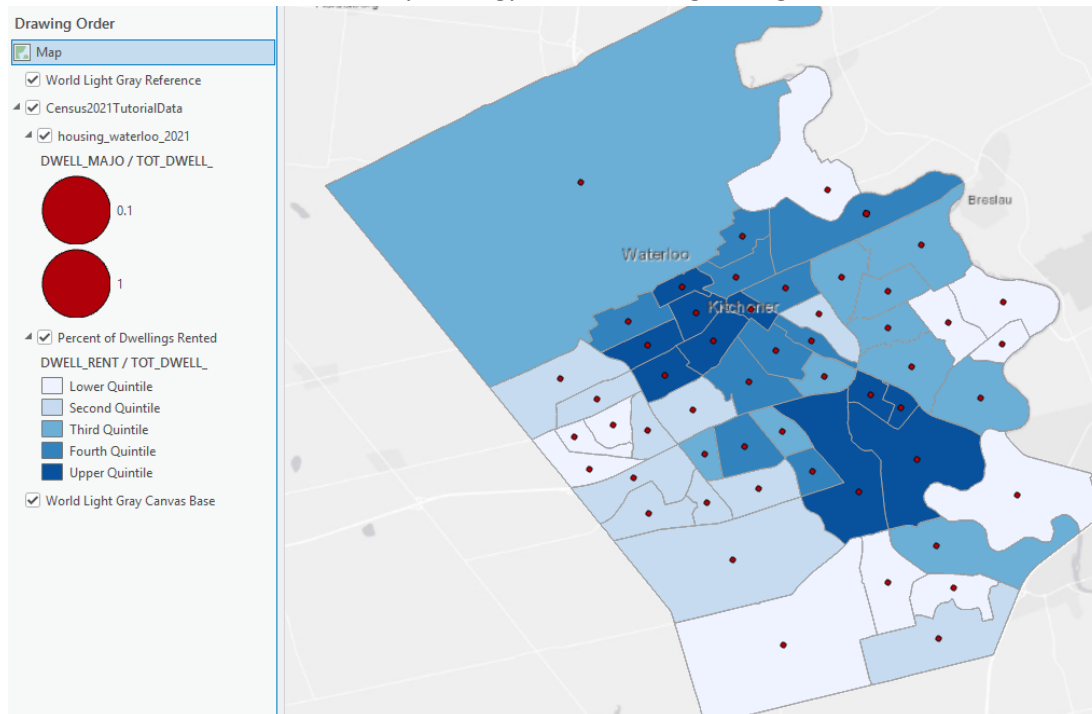 Drawing Order
Map
World Light Gray Reference
Census2021TutorialData
housing_waterloo_2021
DWELL_MAJO / TOT_DWELL_
0.1
1
Percent of Dwellings Rented
DWELL_RENT / TOT_DWELL_
Lower Quintile
Second Quintile
Third Quintile
Fourth Quintile
Upper Quintile
World Light Gray Canvas Base
Breslau
Waterloo
Kitchener